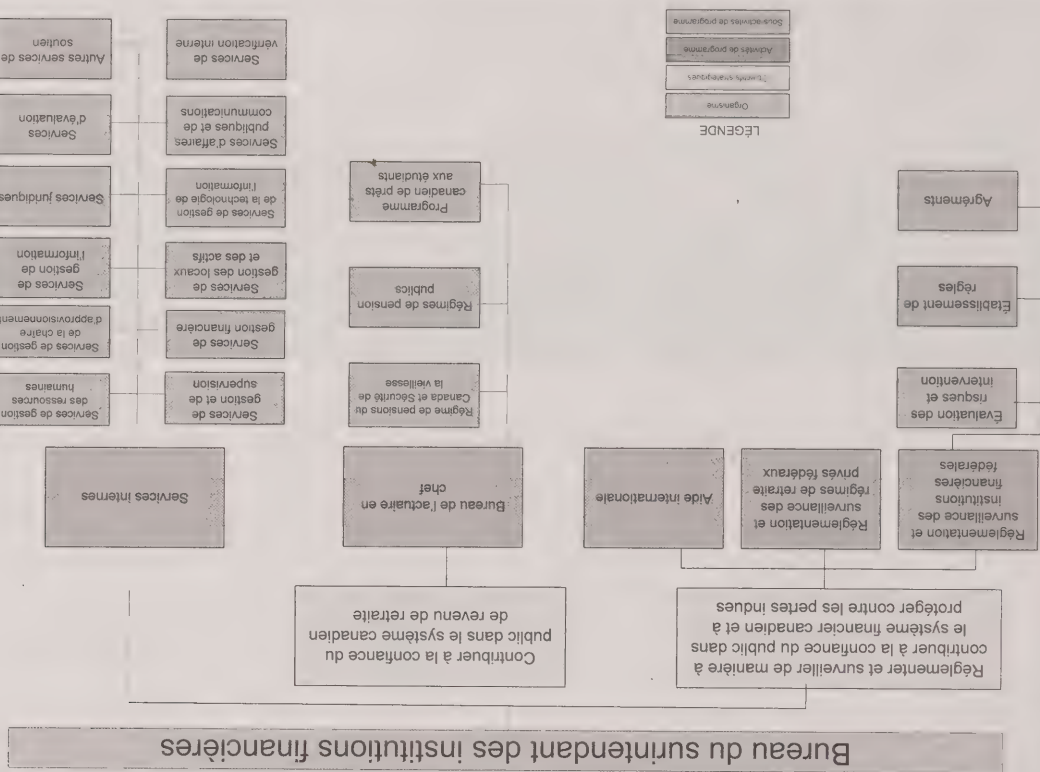 Bureau du surintendant des institutions financières
Réglementer et surveiller de manière à
contribuer à la confiance du public dans
le système financier canadien et à
protéger contre les pertes indues
Contribuer à la confiance du
public dans le système canadien
de revenu de retraite
Réglementation et
surveillance des
institutions
financières
fédérales
Réglementation et
surveillance des
régimes de retraite
privés fédéraux
Aide internationale
Bureau de l'actuaire en
chef
Services internes
Évaluation des
risques et
intervention
Établissement de
règles
Agréments
Régime de pensions du
Canada et Sécurité de
la vieillesse
Régimes de pension
publics
Programme
canadien de prêts
aux étudiants
Services de
gestion et de
supervision
Services de gestion
des ressources
humaines
Services de
gestion financière
Services de gestion
de la chaîne
d'approvisionnement
Services de
gestion des locaux
et des actifs
Services de
gestion de
l'information
Services de gestion
de la technologie de
l'information
Services juridiques
Services d'affaires
publiques et de
communications
Services
d'évaluation
Services de
vérification interne
Autres services de
soutien
LÉGENDE
Organisme
stratégiques
Activités de programme
Sous-activités de programme